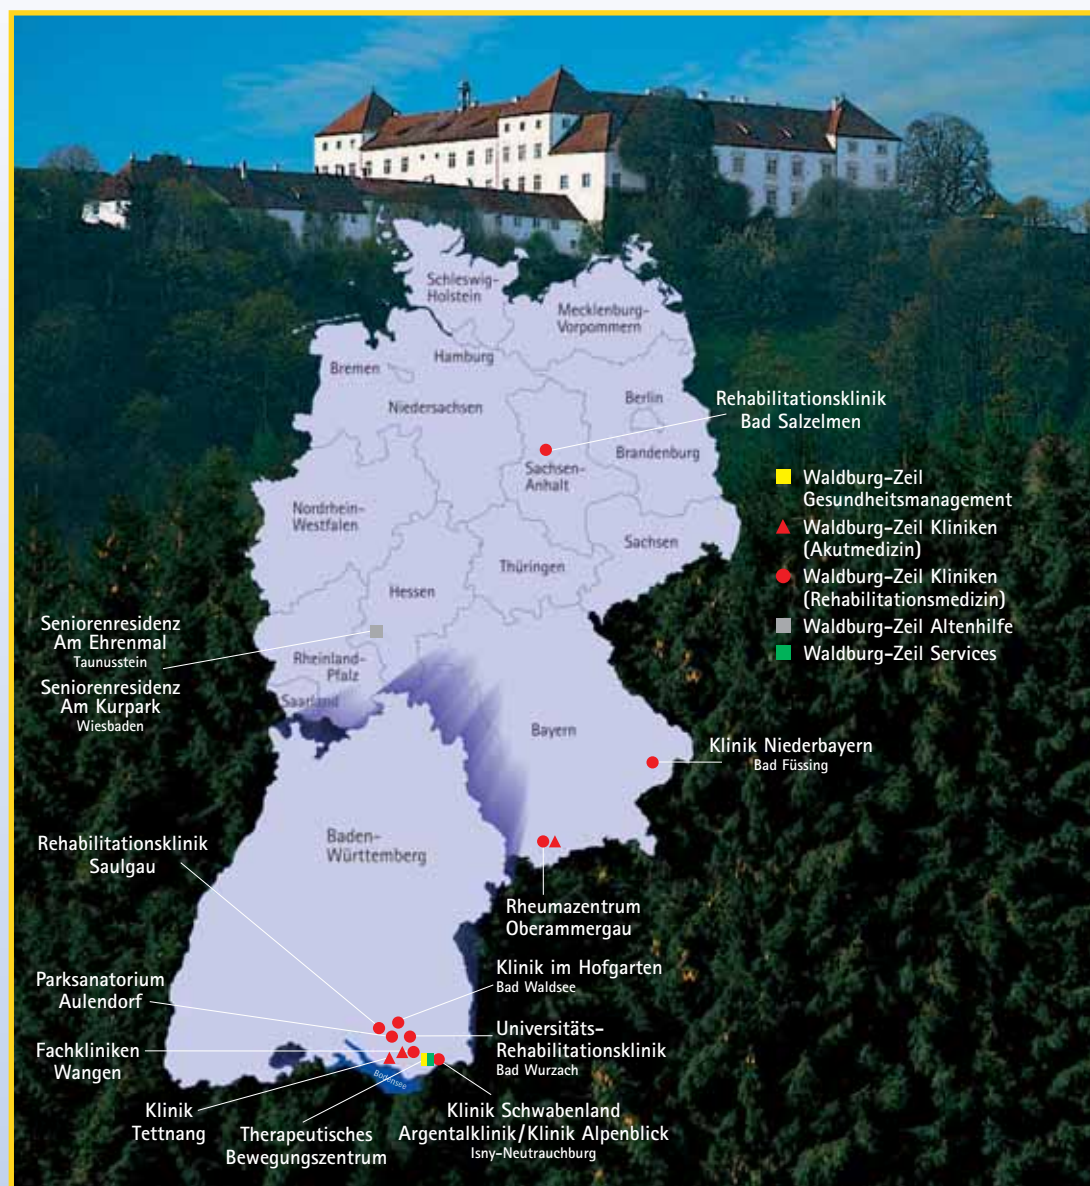 Schleswig-
Holstein
Mecklenburg-
Vorpommern
Hamburg
Bremen
Niedersachsen
Berlin
Brandenburg
Sachsen-
Anhalt
Nordrhein-
Westfalen
Sachsen
Thüringen
Hessen
Rheinland-
Pfalz
Saarland
Bayern
Baden-
Württemberg
Bodensee
Rehabilitationsklinik
Bad Salzelmen
Waldburg-Zeil
Gesundheitsmanagement
Waldburg-Zeil Kliniken
(Akutmedizin)
Waldburg-Zeil Kliniken
(Rehabilitationsmedizin)
Waldburg-Zeil Altenhilfe
Waldburg-Zeil Services
Seniorenresidenz
Am Ehrenmal
Taunusstein
Seniorenresidenz
Am Kurpark
Wiesbaden
Klinik Niederbayern
Bad Füssing
Rehabilitationsklinik
Saulgau
Rheumazentrum
Oberammergau
Parksanatorium
Aulendorf
Klinik im Hofgarten
Bad Waldsee
Fachkliniken
Wangen
Universitäts-
Rehabilitationsklinik
Bad Wurzach
Klinik
Tettnang
Therapeutisches
Bewegungszentrum
Klinik Schwabenland
Argentalklinik/Klinik Alpenblick
Isny-Neutrauchburg